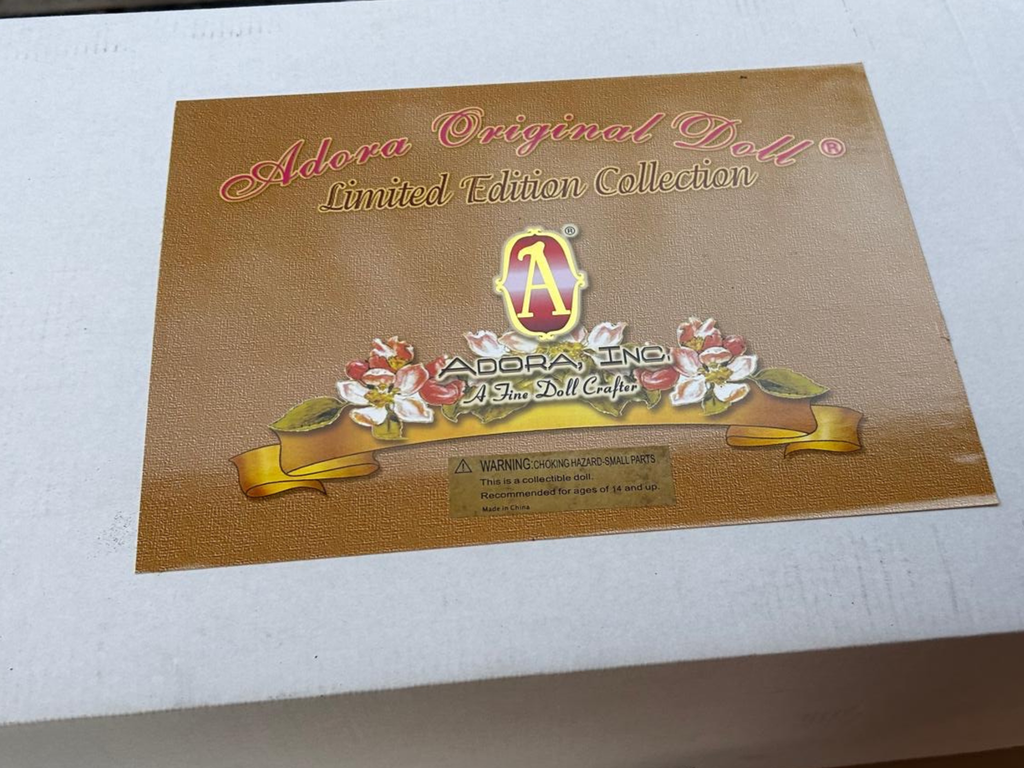 Adora Original Doll ®
Limited Edition Collection
A ®
ADORA, INC.
A Fine Doll Crafter
WARNING:CHOKING HAZARD-SMALL PARTS
This is a collectible doll.
Recommended for ages of 14 and up.
Made in China